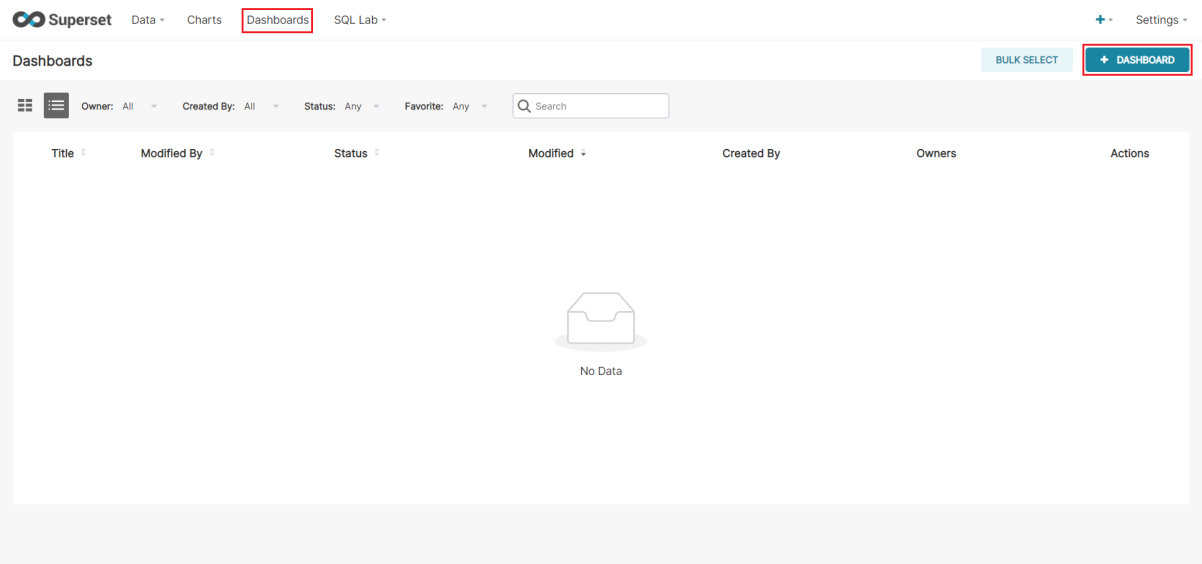 Superset Data Charts Dashboards SQL Lab + Settings
Dashboards BULK SELECT + DASHBOARD
Owner: All Created By: All Status: Any Favorite: Any Search
Title Modified By Status Modified Created By Owners Actions
No Data